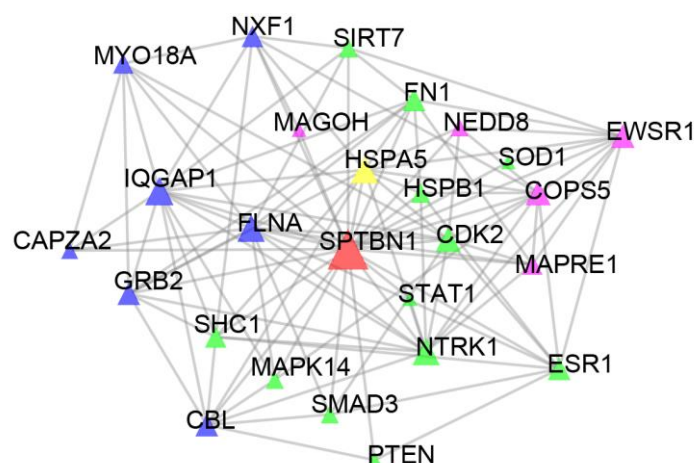 NXF1
SIRT7
MYO18A
FN1
MAGOH
NEDD8
EWSR1
HSPA5
SOD1
IQGAP1
HSPB1
COPS5
FLNA
CAPZA2
SPTBN1
CDK2
MAPRE1
GRB2
STAT1
SHC1
NTRK1
MAPK14
ESR1
SMAD3
CBL
PTEN